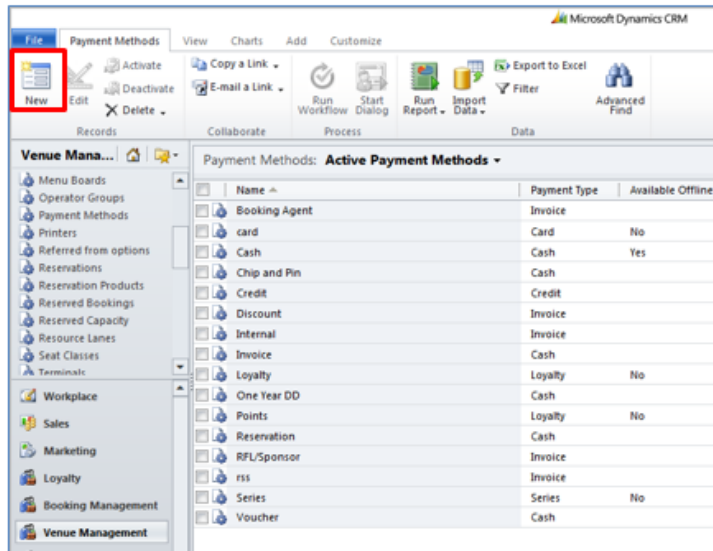 Microsoft Dynamics CRM
File Payment Methods View Charts Add Customize
New
Edit
Activate
Deactivate
Delete
Copy a Link
E-mail a Link
Run Workflow
Start Dialog
Run Report
Import Data
Export to Excel
Filter
Advanced Find
Records Collaborate Process Data
Venue Mana...
Menu Boards
Operator Groups
Payment Methods
Printers
Referred from options
Reservations
Reservation Products
Reserved Bookings
Reserved Capacity
Resource Lanes
Seat Classes
Terminals
Workplace
Sales
Marketing
Loyalty
Booking Management
Venue Management
Payment Methods: Active Payment Methods
Name Payment Type Available Offline
Booking Agent Invoice
card Card No
Cash Cash Yes
Chip and Pin Cash
Credit Credit
Discount Invoice
Internal Invoice
Invoice Cash
Loyalty Loyalty No
One Year DD Cash
Points Loyalty No
Reservation Cash
RFL/Sponsor Invoice
rss Invoice
Series Series No
Voucher Cash